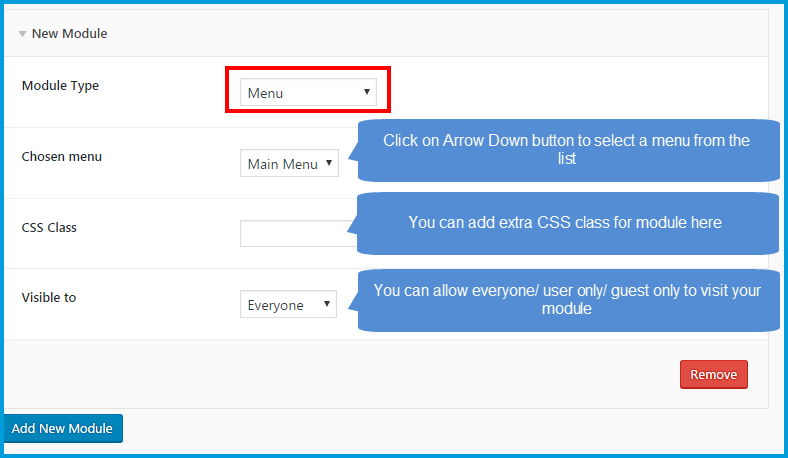 New Module
Module Type
Menu
Chosen menu
Main Menu
Click on Arrow Down button to select a menu from the
list
CSS Class
You can add extra CSS class for module here
Visible to
Everyone
You can allow everyone/ user only/ guest only to visit your
module
Remove
Add New Module